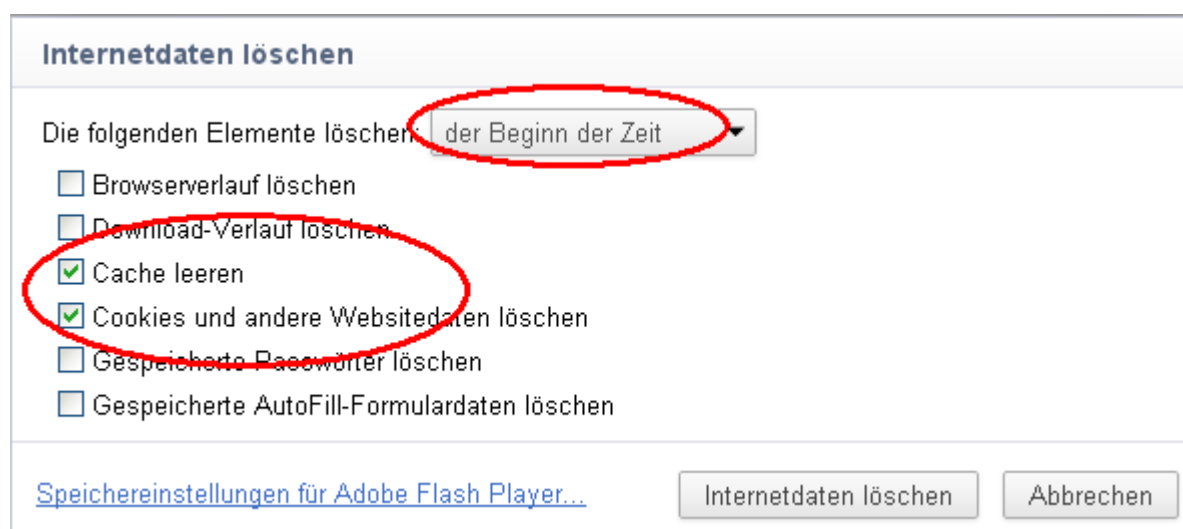 Internetdaten löschen
Die folgenden Elemente löschen: der Beginn der Zeit
Browserverlauf löschen
Download-Verlauf löschen
Cache leeren
Cookies und andere Websitedaten löschen
Gespeicherte Passwörter löschen
Gespeicherte AutoFill-Formulardaten löschen
Speichereinstellungen für Adobe Flash Player... Internetdaten löschen Abbrechen